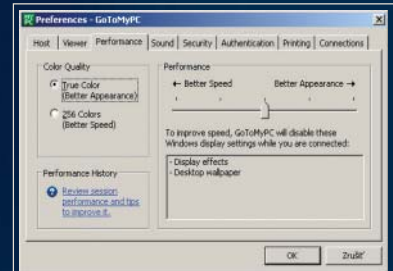 Preferences - GoToMyPC
Host Viewer Performance Sound Security Authentication Printing Connections
Color Quality
True Color
(Better Appearance)
256 Colors
(Better Speed)
Performance History
Review session
performance and tips
to improve it.
Performance
← Better Speed Better Appearance →
To improve speed, GoToMyPC will disable these
Windows display settings while you are connected:
- Display effects
- Desktop wallpaper
OK Zrušiť